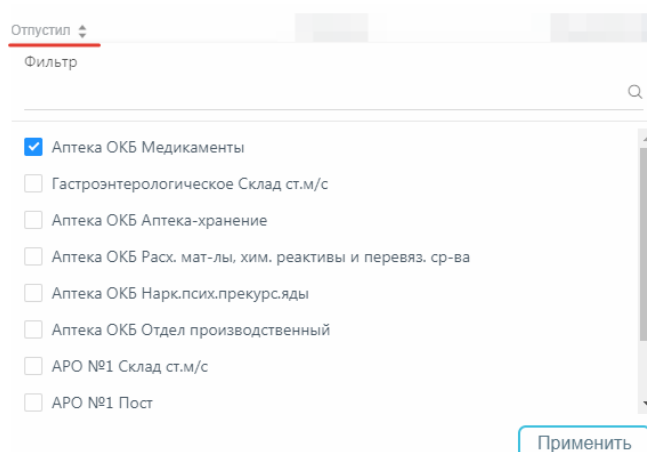 Отпустил
Фильтр
Аптека ОКБ Медикаменты
Гастроэнтерологическое Склад ст.м/с
Аптека ОКБ Аптека-хранение
Аптека ОКБ Расх. мат-лы, хим. реактивы и перевяз. ср-ва
Аптека ОКБ Нарк.псих.прекурс.яды
Аптека ОКБ Отдел производственный
АРО №1 Склад ст.м/с
АРО №1 Пост
Применить